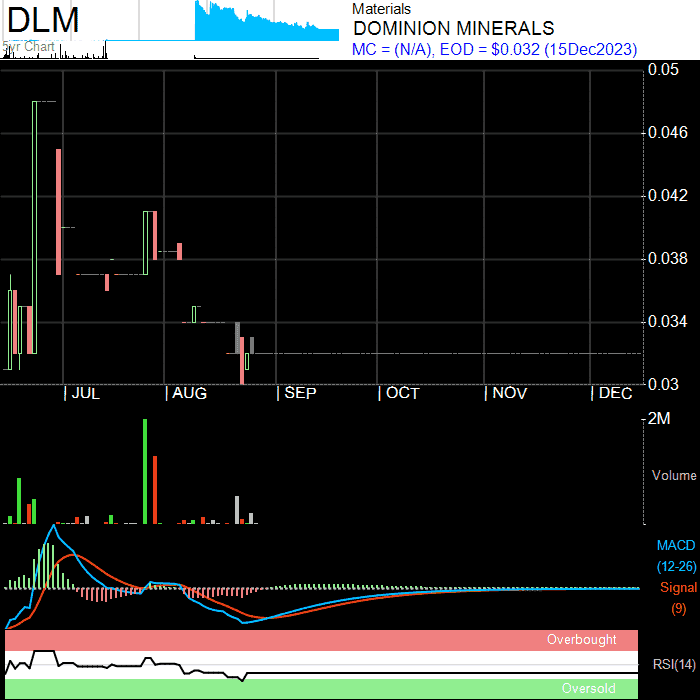 DLM
5yr Chart
Materials
DOMINION MINERALS
MC = (N/A), EOD = $0.032 (15Dec2023)
0.05
0.046
0.042
0.038
0.034
0.03
JUL AUG SEP OCT NOV DEC
2M
Volume
MACD
(12-26)
Signal
(9)
Overbought
RSI(14)
Oversold